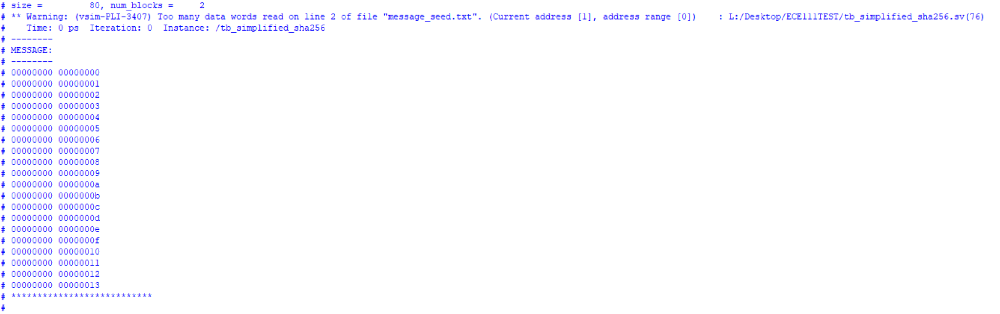 # size =         80, num_blocks =     2
# ** Warning: (vsim-PLI-3407) Too many data words read on line 2 of file "message_seed.txt". (Current address [1], address range [0])    : L:/Desktop/ECE111TEST/tb_simplified_sha256.sv(76)
#    Time: 0 ps  Iteration: 0  Instance: /tb_simplified_sha256
# --------
# MESSAGE:
# --------
# 00000000 00000000
# 00000000 00000001
# 00000000 00000002
# 00000000 00000003
# 00000000 00000004
# 00000000 00000005
# 00000000 00000006
# 00000000 00000007
# 00000000 00000008
# 00000000 00000009
# 00000000 0000000a
# 00000000 0000000b
# 00000000 0000000c
# 00000000 0000000d
# 00000000 0000000e
# 00000000 0000000f
# 00000000 00000010
# 00000000 00000011
# 00000000 00000012
# 00000000 00000013
# ***************************
#